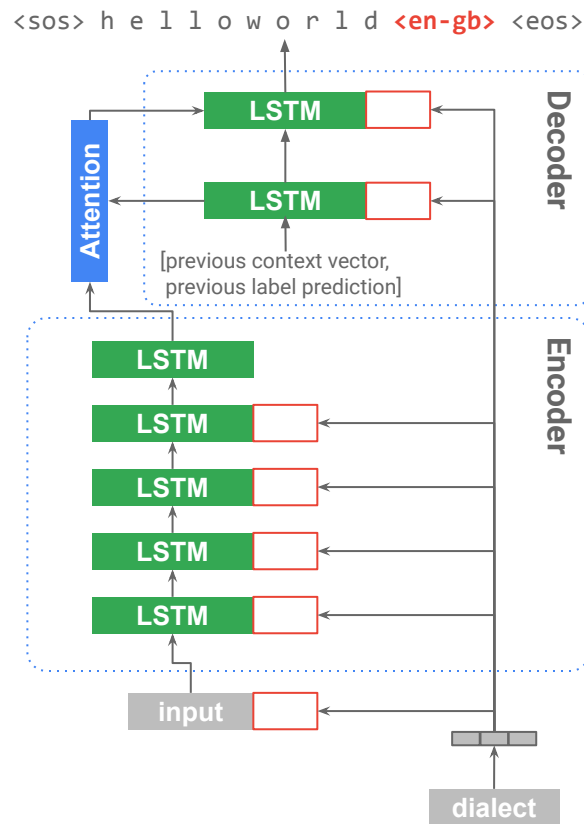 <sos> h e l l o w o r l d <en-gb> <eos>
Decoder
LSTM
Attention
LSTM
[previous context vector,
previous label prediction]
Encoder
LSTM
LSTM
LSTM
LSTM
LSTM
input
dialect